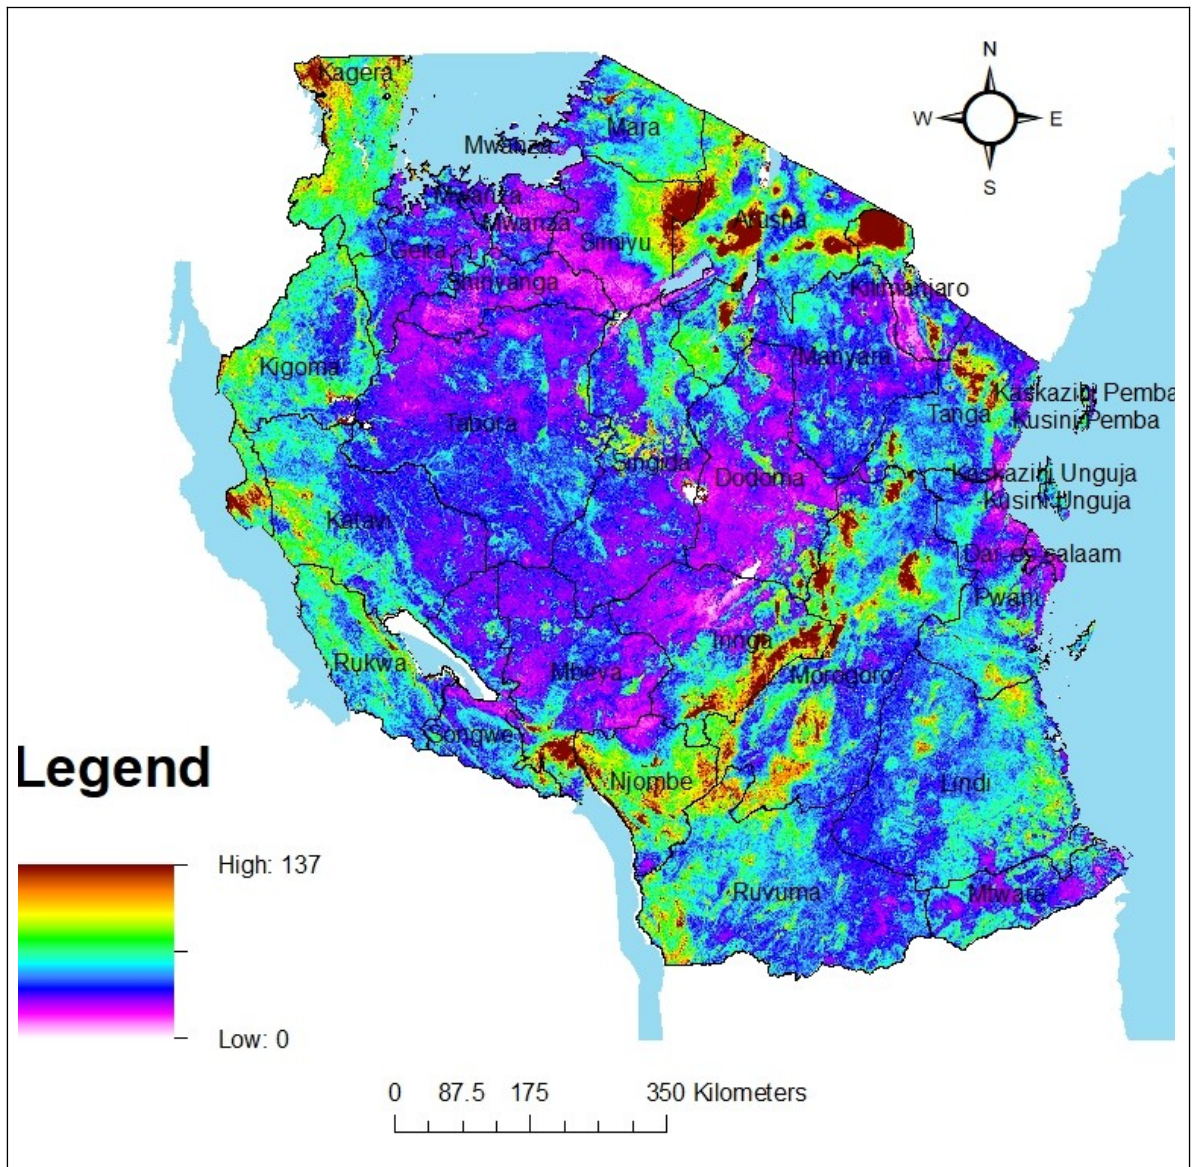 N
W
E
S
Kagera
Mara
Mwanza
Mwanza
Mwanza
Arusha
Simiyu
Geita
Shinyanga
Kilimanjaro
Manyara
Kigoma
Kaskazini Pemba
Tanga
Kusini Pemba
Tabora
Singida
Dodoma
Kaskazini Unguja
Kusini Unguja
Katavi
Dar es salaam
Pwani
Iringa
Rukwa
Mbeya
Morogoro
Songwe
Legend
Njombe
Lindi
High: 137
Ruvuma
Mtwara
Low: 0
0 87.5 175 350 Kilometers